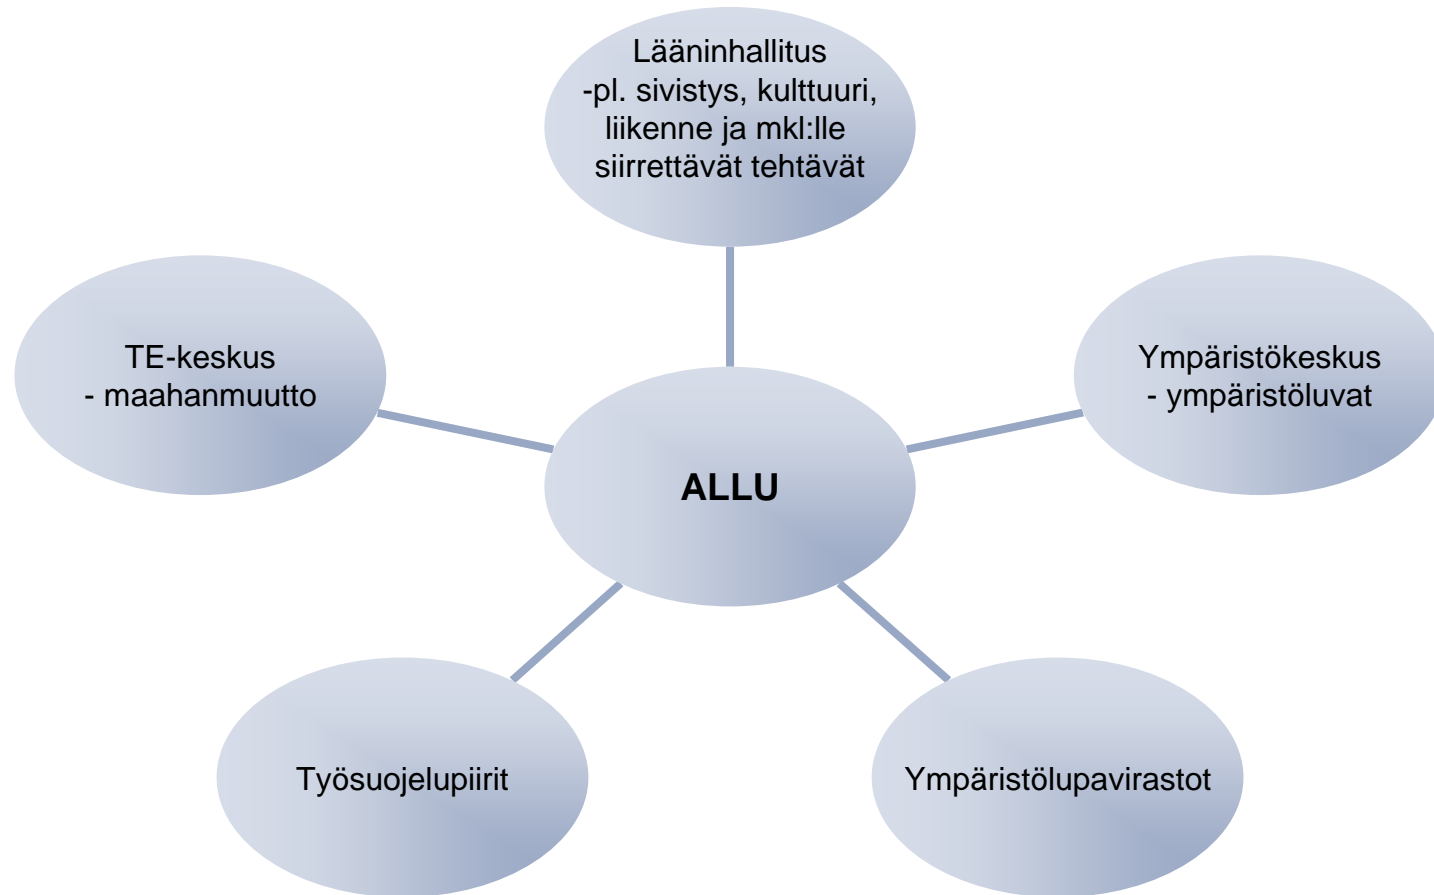 Lääninhallitus
-pl. sivistys, kulttuuri,
liikenne ja mkl:lle
siirrettävät tehtävät
TE-keskus
- maahanmuutto
Ympäristökeskus
- ympäristöluvat
ALLU
Työsuojelupiirit
Ympäristölupavirastot